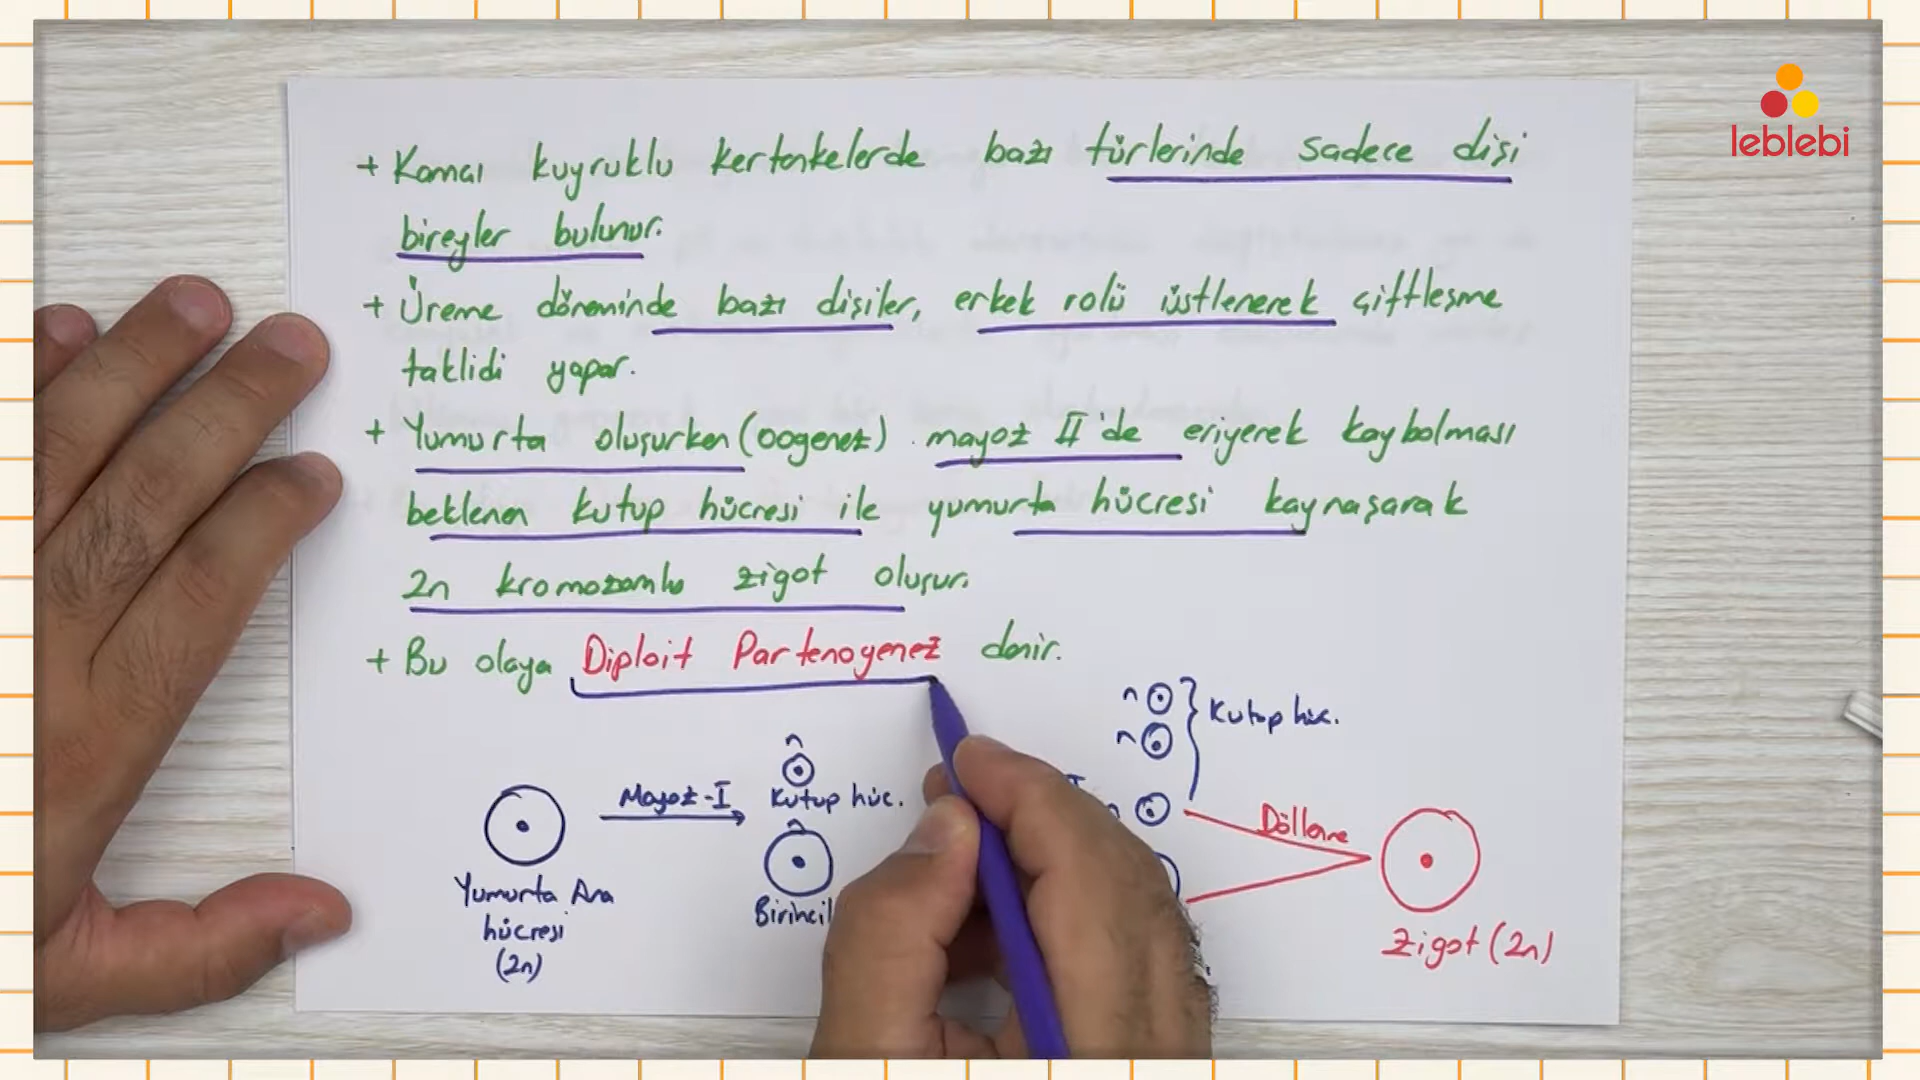 leblebi
+ Kamçı kuyruklu kertenkelerde bazı türlerinde sadece dişi
bireyler bulunur.
+ Üreme döneminde bazı dişiler, erkek rolü üstlenerek çiftleşme
taklidi yapar.
+ Yumurta oluşurken (oogenez) mayoz II'de eriyerek kaybolması
beklenen kutup hücresi ile yumurta hücresi kaynaşarak
2n kromozomlu zigot oluşur.
+ Bu olaya Diploit Partenogenez denir.
n
n
Kutup hüc.
n
Mayoz-I
Kutup hüc.
n
Döllenme
Yumurta Ana
hücresi
(2n)
Birincil
Zigot (2n)